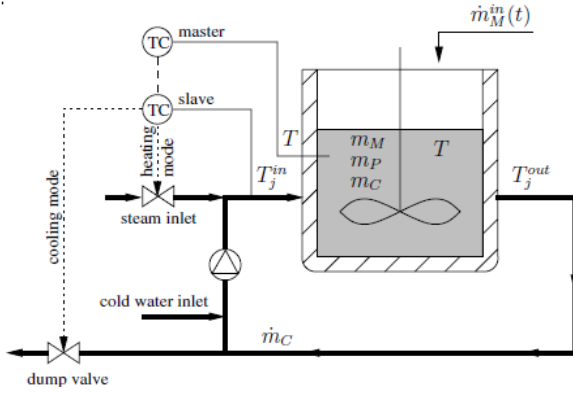 ṁ_M^in(t)
TC master
TC slave
heating
mode
cooling mode
T
m_M
m_P
m_C
T
T_j^in
T_j^out
steam inlet
cold water inlet
ṁ_C
dump valve